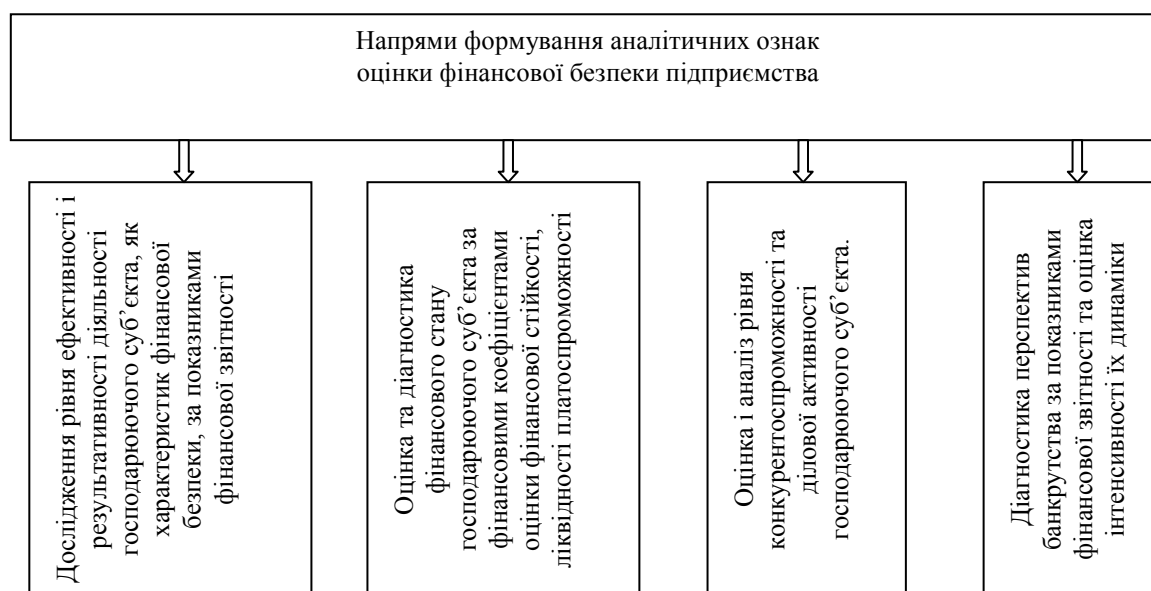 Напрями формування аналітичних ознак
оцінки фінансової безпеки підприємства
Дослідження рівня ефективності і
результативності діяльності
господарюючого суб’єкта, як
характеристик фінансової
безпеки, за показниками
фінансової звітності
Оцінка та діагностика
фінансового стану
господарюючого суб’єкта за
фінансовими коефіцієнтами
оцінки фінансової стійкості,
ліквідності платоспроможності
Оцінка і аналіз рівня
конкурентоспроможності та
ділової активності
господарюючого суб’єкта.
Діагностика перспектив
банкрутства за показниками
фінансової звітності та оцінка
інтенсивності їх динаміки